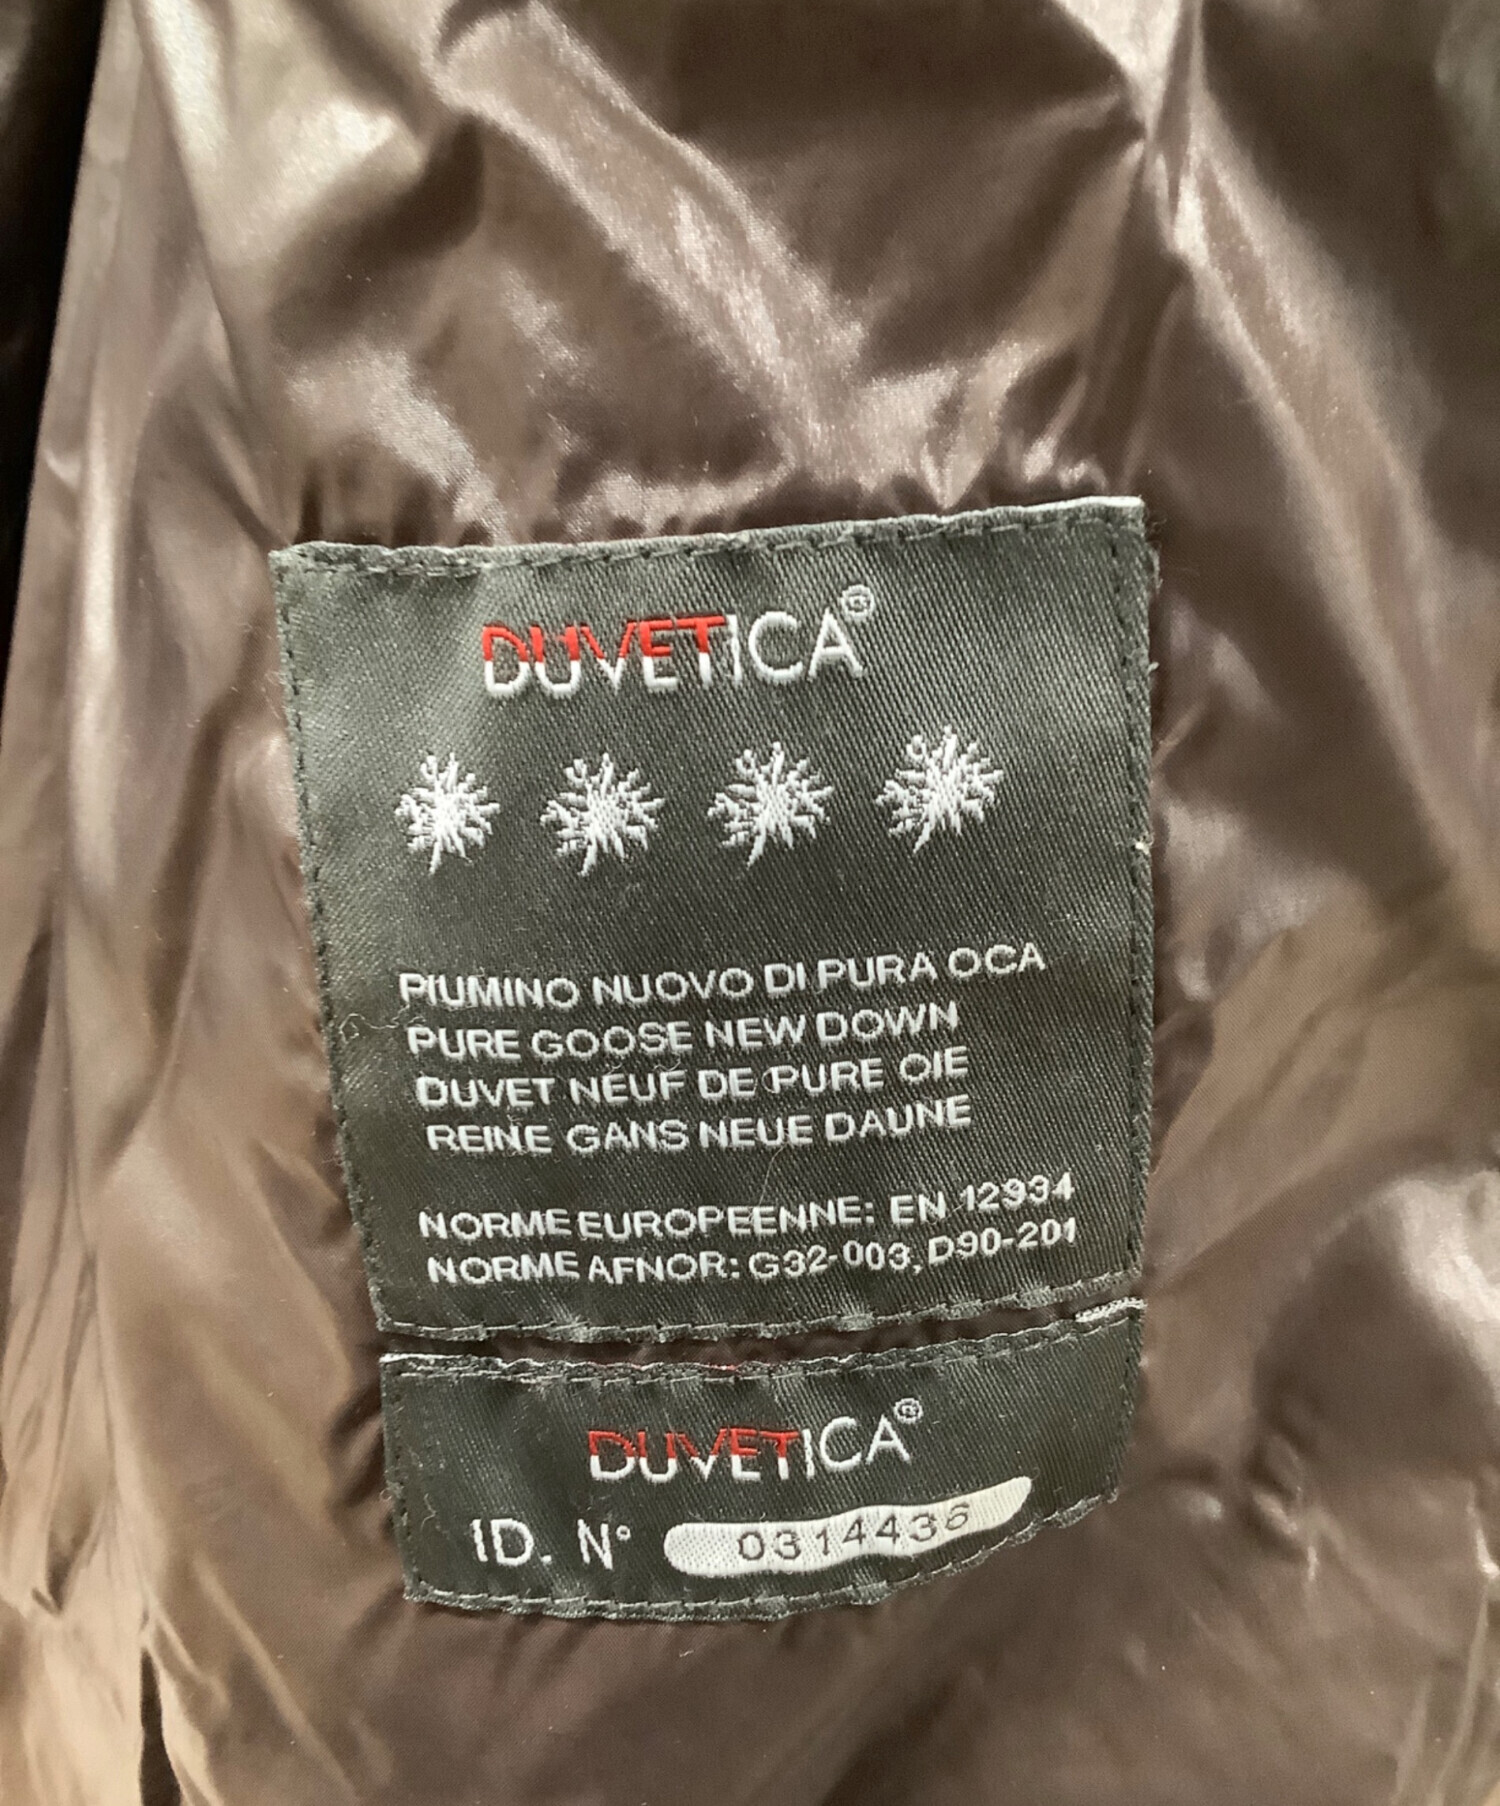 DUVETICA®
PIUMINO NUOVO DI PURA OCA
PURE GOOSE NEW DOWN
DUVET NEUF DE PURE OIE
REINE GANS NEUE DAUNE
NORME EUROPEENNE: EN 12934
NORME AFNOR: G32-003, D90-201
DUVETICA®
ID. N° 0314436